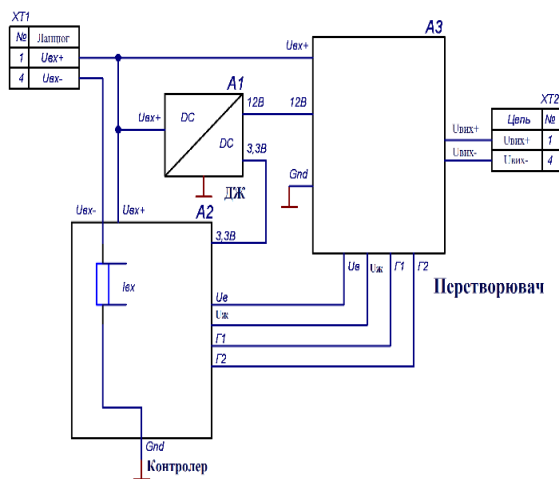 XT1
№ Ланцюг
1 Uвх+
4 Uвх-
A3
Uвх+
A1
Uвх+
DC
DC
12В
12В
3,3В
ДЖ
Gnd
XT2
Цепь №
Uвих+
Uвих+ 1
Uвих-
Uвих- 4
Uвх-
Uвх+
A2
3,3В
Iвх
Uв
Uж
Г1
Г2
Uв
Uж
Г1
Г2
Перетворювач
Gnd
Контролер